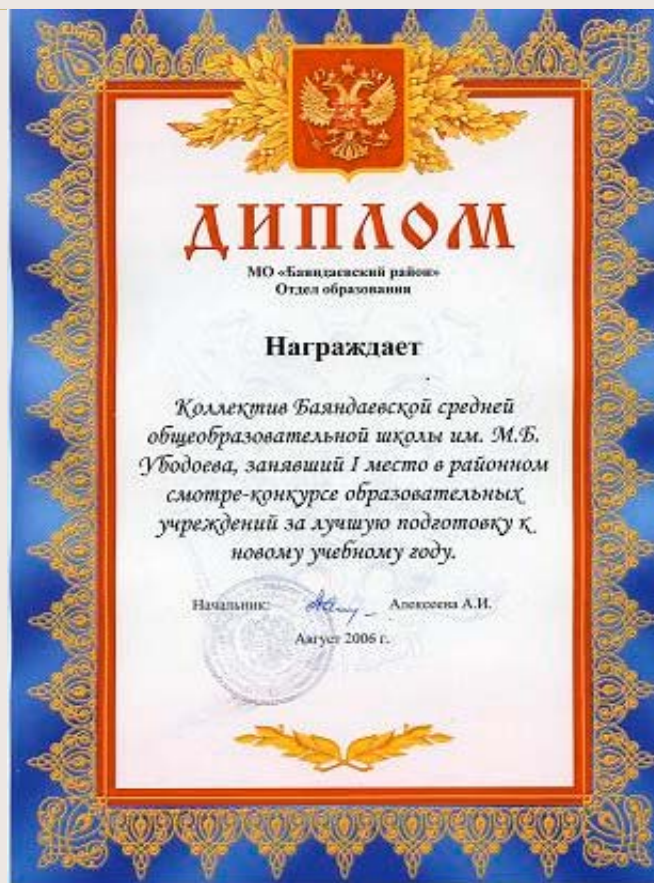 ДИПЛОМ
МО «Баяндаевский район»
Отдел образования
Награждает
Коллектив Баяндаевской средней
общеобразовательной школы им. М.Б.
Убодоева, занявший I место в районном
смотре-конкурсе образовательных
учреждений за лучшую подготовку к
новому учебному году.
Начальник: Алексеева А.И.
Август 2006 г.